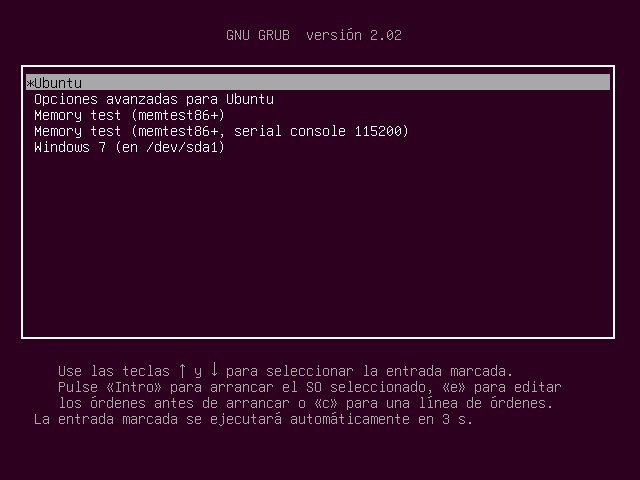 GNU GRUB versión 2.02
*Ubuntu
Opciones avanzadas para Ubuntu
Memory test (memtest86+)
Memory test (memtest86+, serial console 115200)
Windows 7 (en /dev/sda1)
Use las teclas ↑ y ↓ para seleccionar la entrada marcada.
Pulse «Intro» para arrancar el SO seleccionado, «e» para editar
los órdenes antes de arrancar o «c» para una línea de órdenes.
La entrada marcada se ejecutará automáticamente en 3 s.